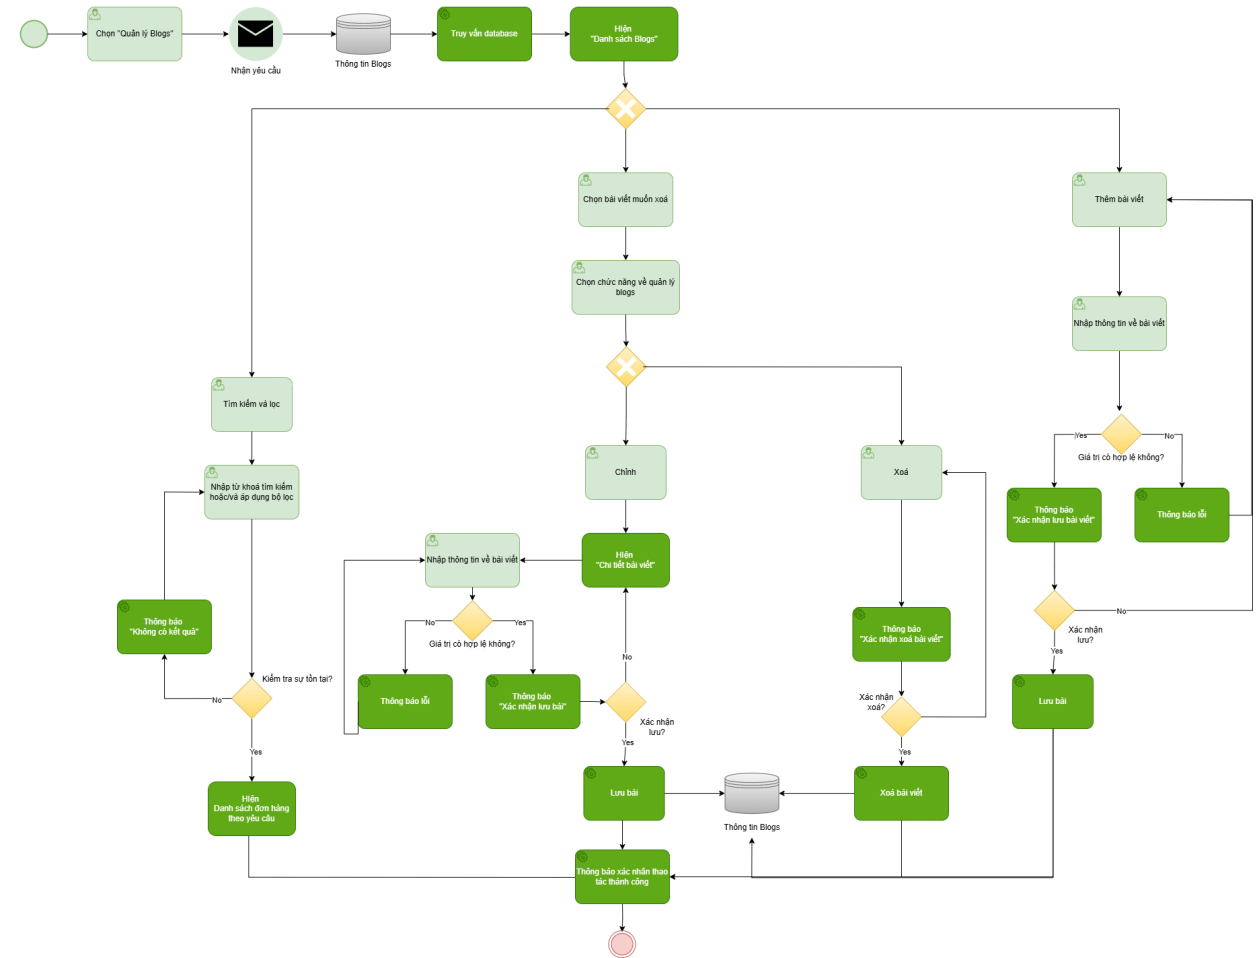 Chọn "Quản lý Blogs"
Nhận yêu cầu
Thông tin Blogs
Truy vấn database
Hiện
"Danh sách Blogs"
Chọn bài viết muốn xoá
Thêm bài viết
Chọn chức năng về quản lý
blogs
Nhập thông tin về bài viết
Tìm kiếm và lọc
Yes
No
Giá trị có hợp lệ không?
Chỉnh
Xoá
Nhập từ khoá tìm kiếm
hoặc/và áp dụng bộ lọc
Thông báo
"Xác nhận lưu bài viết"
Thông báo lỗi
Nhập thông tin về bài viết
Hiện
"Chi tiết bài viết"
Thông báo
"Không có kết quả"
No
Yes
Giá trị có hợp lệ không?
Thông báo
"Xác nhận xoá bài viết"
No
Xác nhận
lưu?
Yes
No
Kiểm tra sự tồn tại?
No
Thông báo lỗi
Thông báo
"Xác nhận lưu bài"
Xác nhận
lưu?
Xác nhận
xoá?
Lưu bài
Yes
Yes
Yes
Hiện
Danh sách đơn hàng
theo yêu cầu
Lưu bài
Thông tin Blogs
Xoá bài viết
Thông báo xác nhận thao
tác thành công